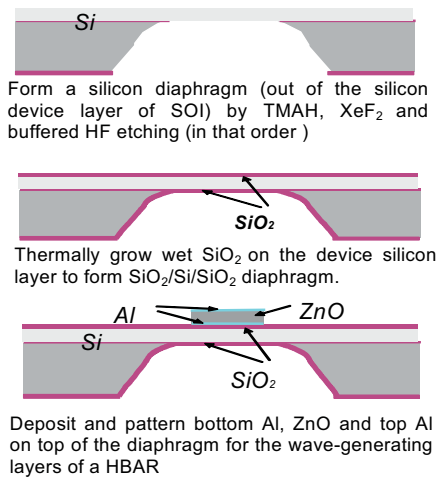 Si
Form a silicon diaphragm (out of the silicon
device layer of SOI) by TMAH, XeF₂ and
buffered HF etching (in that order )
SiO₂
Thermally grow wet SiO₂ on the device silicon
layer to form SiO₂/Si/SiO₂ diaphragm.
Al
ZnO
Si
SiO₂
Deposit and pattern bottom Al, ZnO and top Al
on top of the diaphragm for the wave-generating
layers of a HBAR